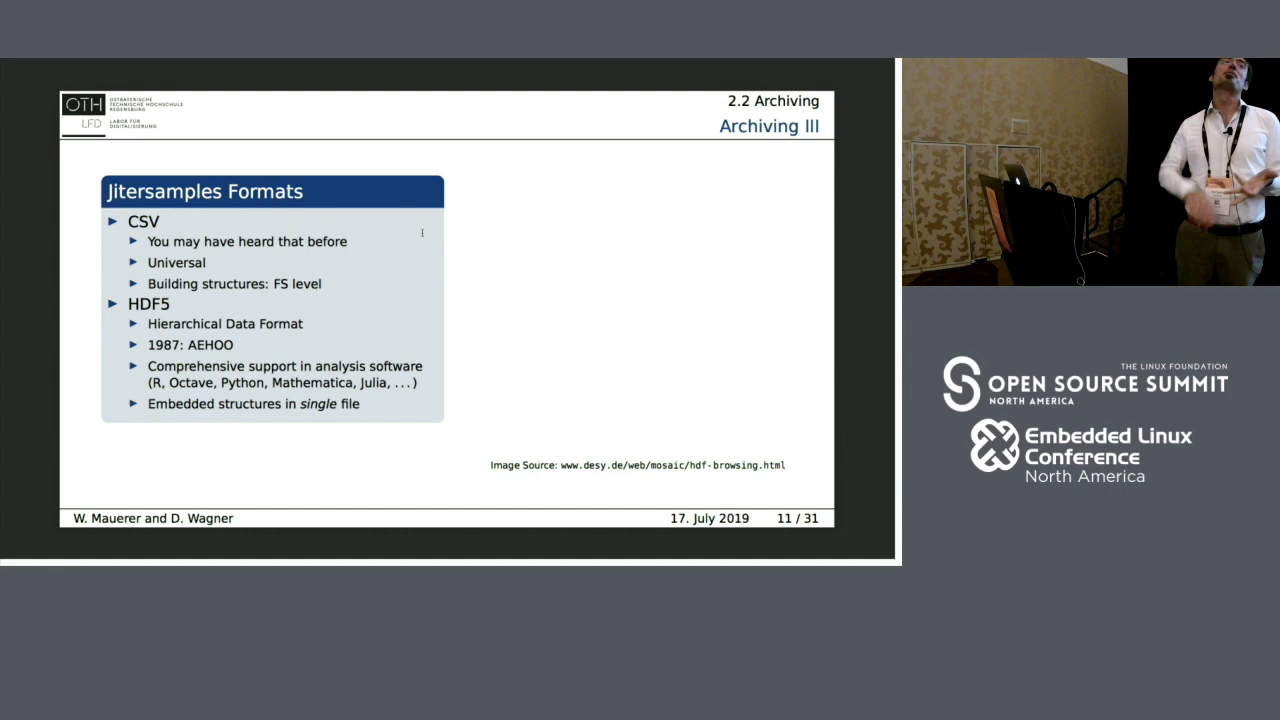 OTH
OSTBAYERISCHE
TECHNISCHE HOCHSCHULE
REGENSBURG
LFD
LABOR FÜR
DIGITALISIERUNG
2.2 Archiving
Archiving III
Jitersamples Formats
CSV
You may have heard that before
Universal
Building structures: FS level
HDF5
Hierarchical Data Format
1987: AEHOO
Comprehensive support in analysis software
(R, Octave, Python, Mathematica, Julia, ...)
Embedded structures in single file
Image Source: www.desy.de/web/mosaic/hdf-browsing.html
W. Mauerer and D. Wagner
17. July 2019
11 / 31
THE LINUX FOUNDATION
OPEN SOURCE SUMMIT
NORTH AMERICA
Embedded Linux
Conference
North America